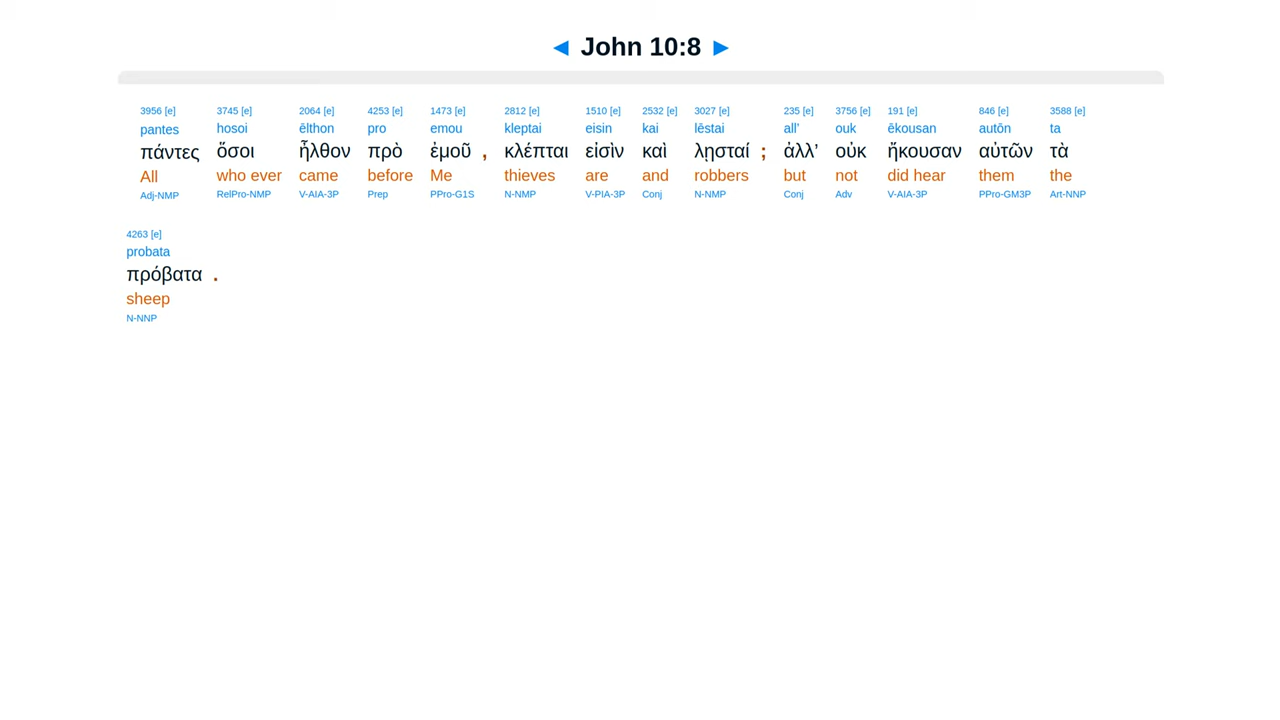 ◄ John 10:8 ►
3956 [e] 3745 [e] 2064 [e] 4253 [e] 1473 [e] 2812 [e] 1510 [e] 2532 [e] 3027 [e] 235 [e] 3756 [e] 191 [e] 846 [e] 3588 [e]
pantes hosoi ēlthon pro emou kleptai eisin kai lēstai all’ ouk ēkousan autōn ta
πάντες ὅσοι ἦλθον πρὸ ἐμοῦ , κλέπται εἰσὶν καὶ λῃσταί ; ἀλλ’ οὐκ ἤκουσαν αὐτῶν τὰ
All who ever came before Me thieves are and robbers but not did hear them the
Adj-NMP RelPro-NMP V-AIA-3P Prep PPro-G1S N-NMP V-PIA-3P Conj N-NMP Conj Adv V-AIA-3P PPro-GM3P Art-NNP
4263 [e]
probata
πρόβατα .
sheep
N-NNP